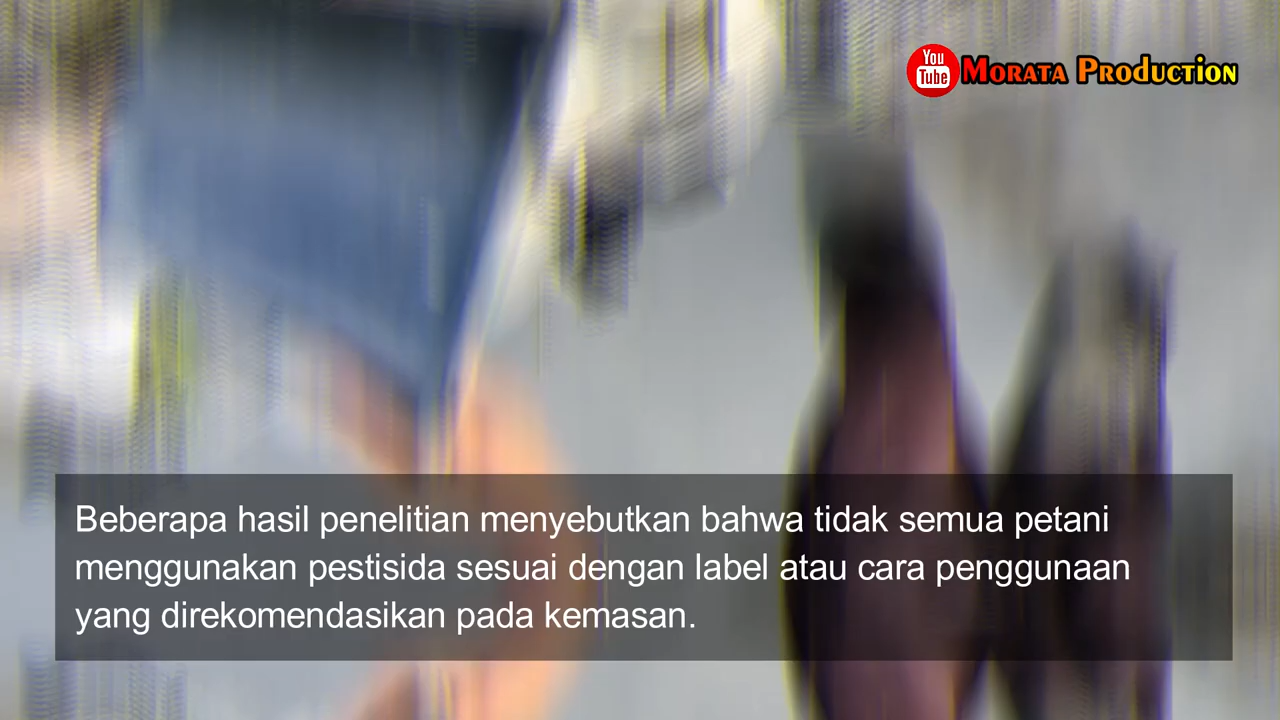 You
Tube
Morata Production
Beberapa hasil penelitian menyebutkan bahwa tidak semua petani
menggunakan pestisida sesuai dengan label atau cara penggunaan
yang direkomendasikan pada kemasan.